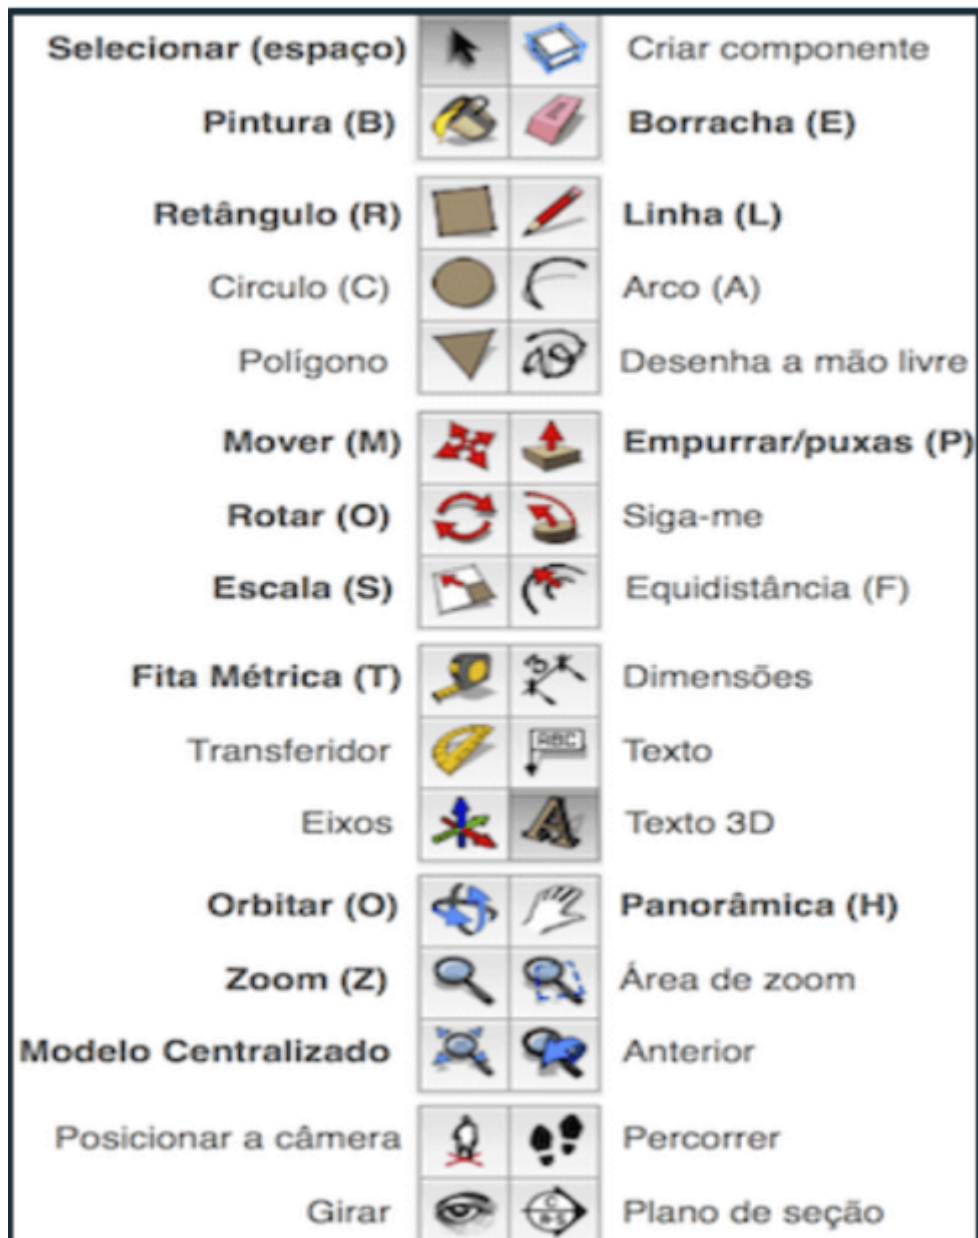 Selecionar (espaço) Criar componente
Pintura (B) Borracha (E)
Retângulo (R) Linha (L)
Circulo (C) Arco (A)
Polígono Desenha a mão livre
Mover (M) Empurrar/puxas (P)
Rotar (O) Siga-me
Escala (S) Equidistância (F)
Fita Métrica (T) 3 Dimensões
Transferidor ABC Texto
Eixos A Texto 3D
Orbitar (O) Panorâmica (H)
Zoom (Z) Área de zoom
Modelo Centralizado Anterior
Posicionar a câmera Percorrer
Girar C B-S Plano de seção